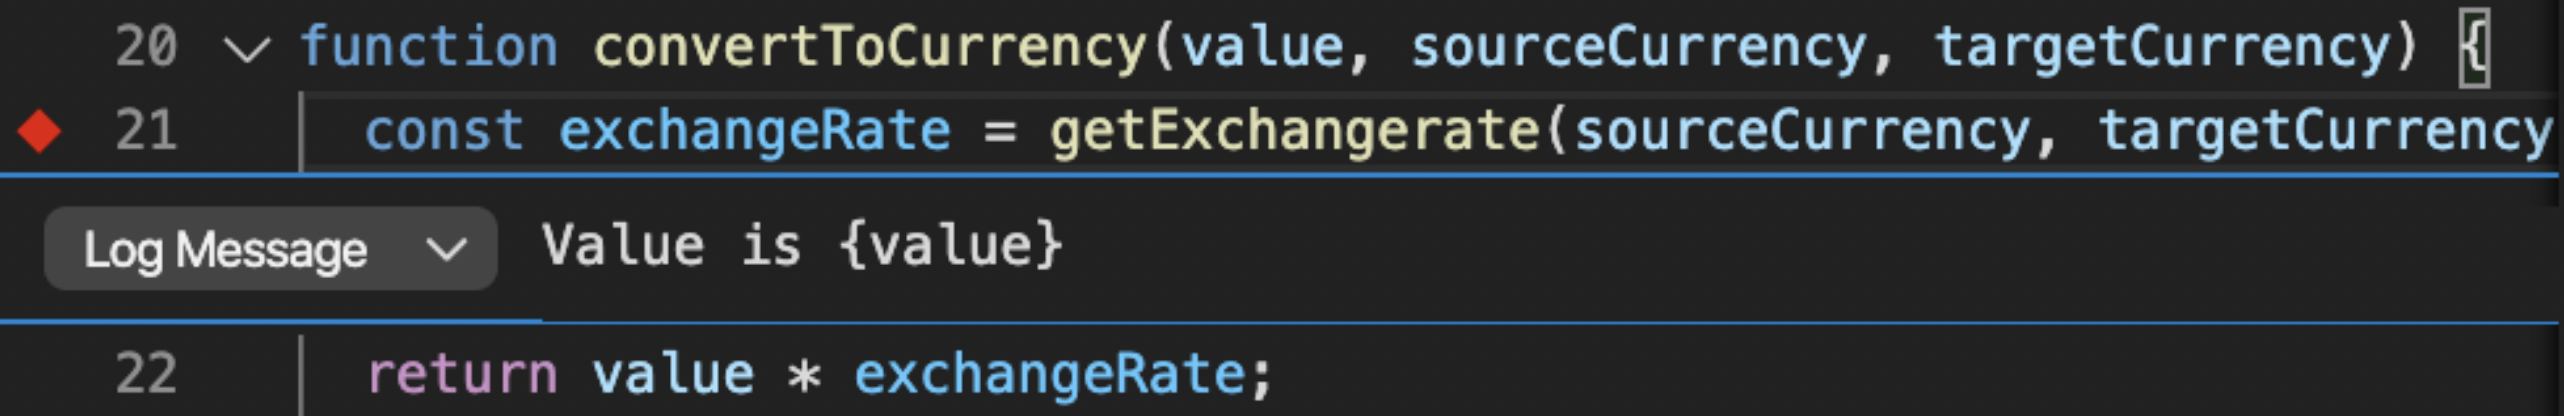 20 function convertToCurrency(value, sourceCurrency, targetCurrency) {
21 const exchangeRate = getExchangerate(sourceCurrency, targetCurrency
Log Message Value is {value}
22 return value * exchangeRate;